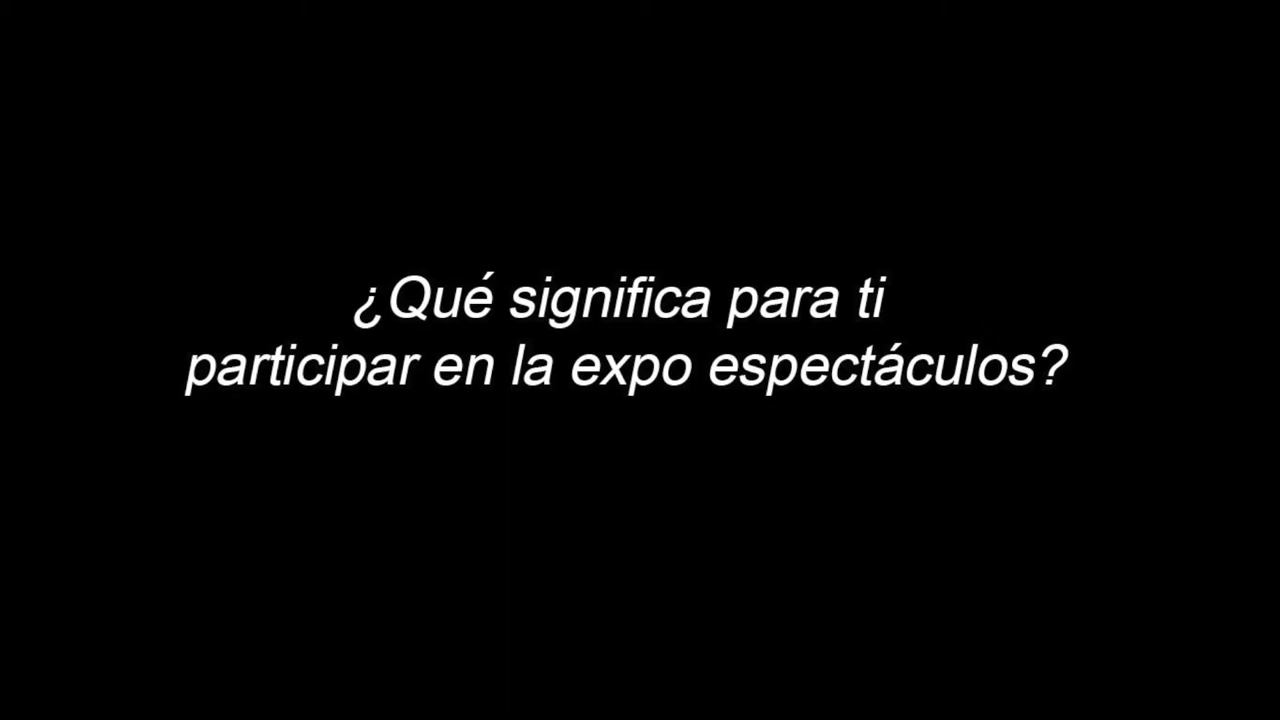 ¿Qué significa para ti
participar en la expo espectáculos?